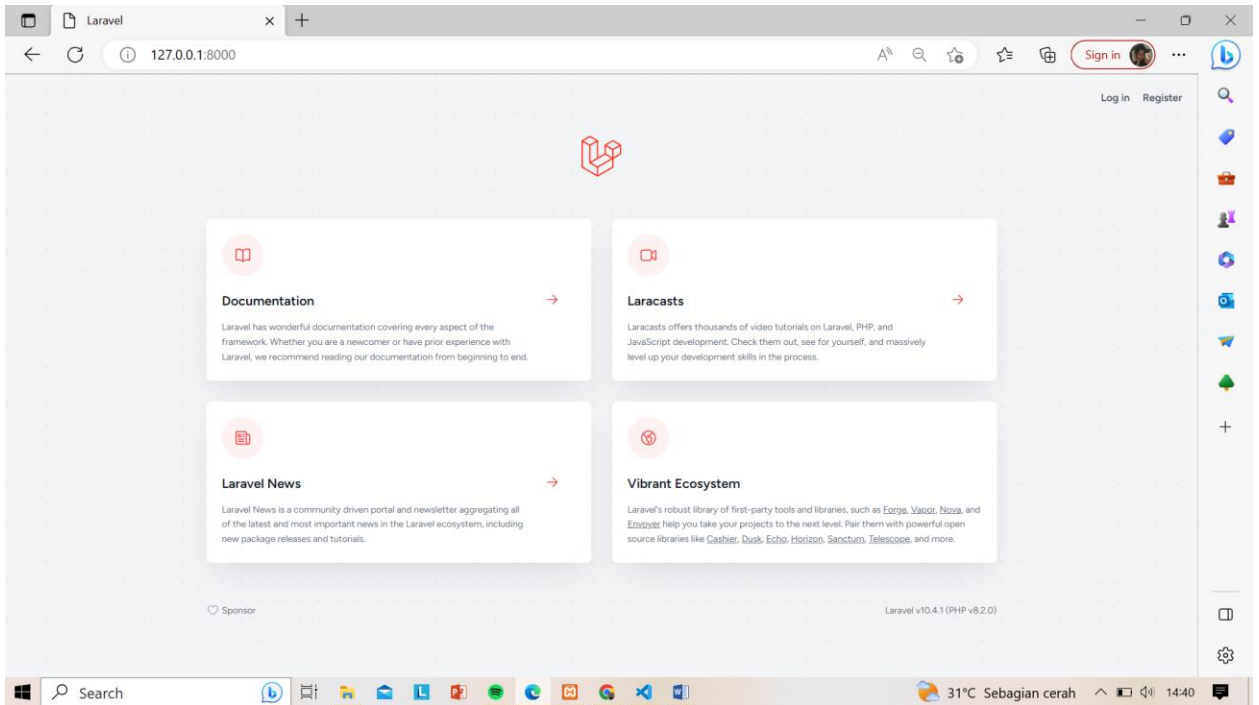 Laravel
127.0.0.1:8000
Sign in
Log in Register
Documentation
Laravel has wonderful documentation covering every aspect of the
framework. Whether you are a newcomer or have prior experience with
Laravel, we recommend reading our documentation from beginning to end.
Laracasts
Laracasts offers thousands of video tutorials on Laravel, PHP, and
JavaScript development. Check them out, see for yourself, and massively
level up your development skills in the process.
Laravel News
Laravel News is a community driven portal and newsletter aggregating all
of the latest and most important news in the Laravel ecosystem, including
new package releases and tutorials.
Vibrant Ecosystem
Laravel's robust library of first-party tools and libraries, such as Forge, Vapor, Nova, and
Envoyer help you take your projects to the next level. Pair them with powerful open
source libraries like Cashier, Dusk, Echo, Horizon, Sanctum, Telescope, and more.
Sponsor
Laravel v10.4.1 (PHP v8.2.0)
Search
31°C Sebagian cerah
14:40